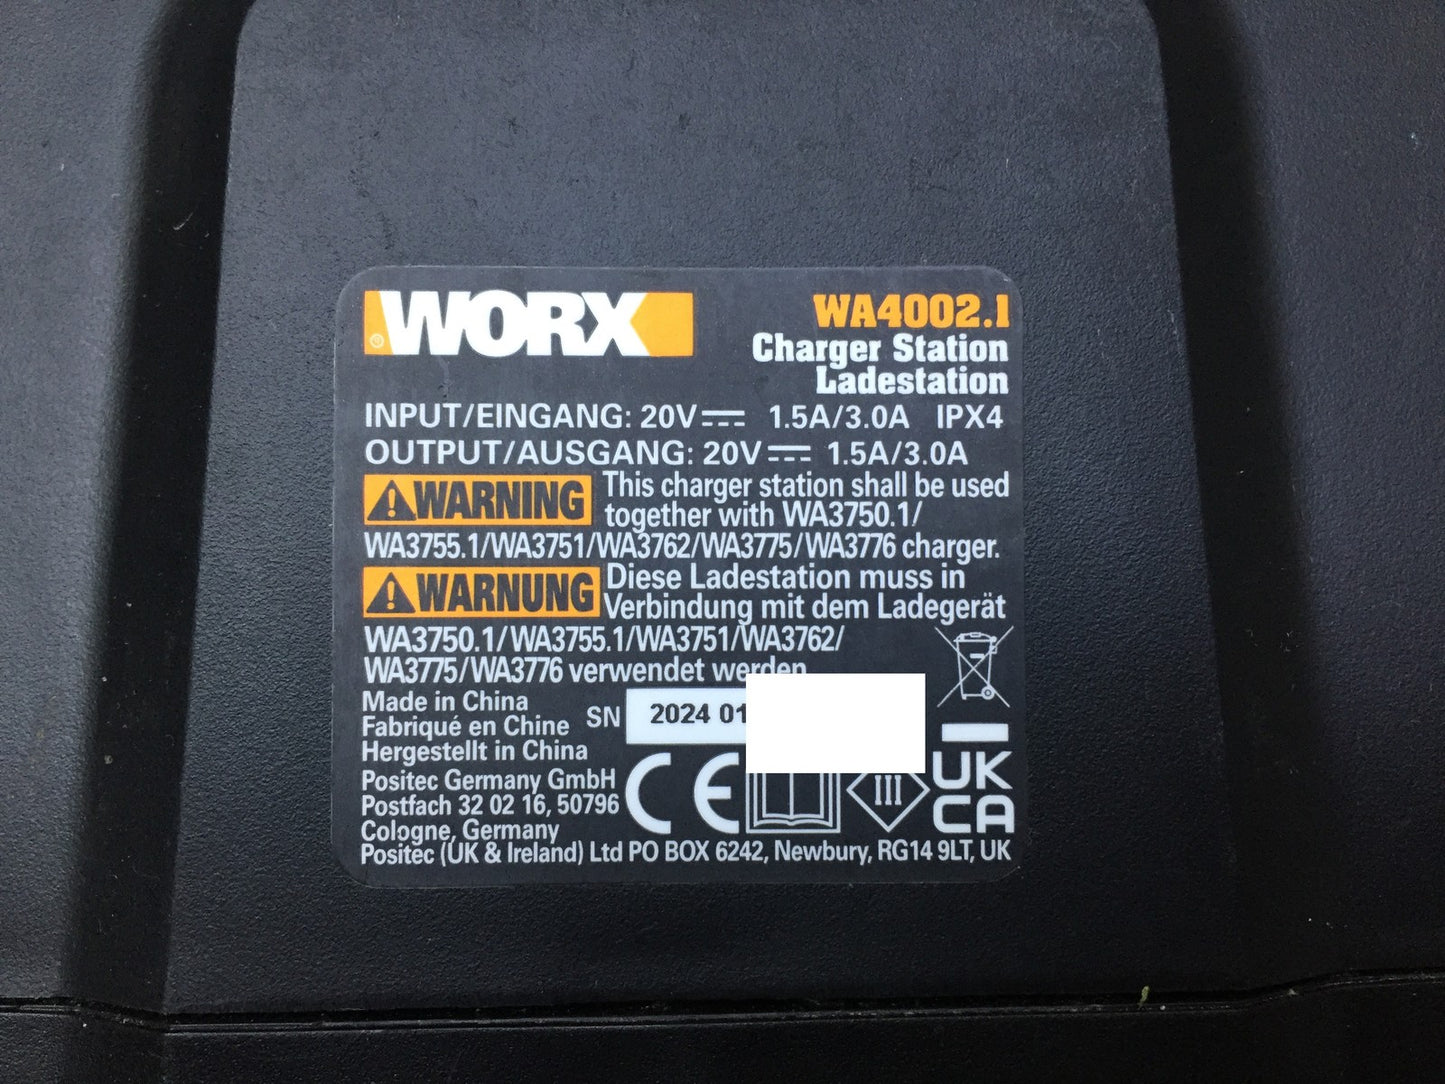 WORX
®
WA4002.1
Charger Station
Ladestation
INPUT/EINGANG: 20V 1.5A/3.0A IPX4
OUTPUT/AUSGANG: 20V 1.5A/3.0A
WARNING This charger station shall be used
together with WA3750.1/
WA3755.1/WA3751/WA3762/WA3775/WA3776 charger.
WARNUNG Diese Ladestation muss in
Verbindung mit dem Ladegerät
WA3750.1/WA3755.1/WA3751/WA3762/
WA3775/WA3776 verwendet werden
Made in China
Fabriqué en Chine
Hergestellt in China
SN 2024 01
Positec Germany GmbH
Postfach 32 02 16, 50796
Cologne, Germany
CE
III
UK
CA
Positec (UK & Ireland) Ltd PO BOX 6242, Newbury, RG14 9LT, UK